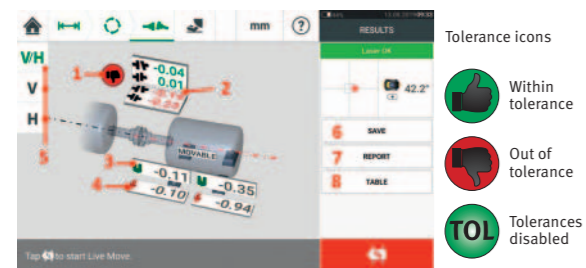 mm
?
V/H
V
H
1
-0.04
0.01
2
MOVABLE
3
-0.11
-0.35
4
-0.10
-0.94
5
Tap to start Live Move
RESULTS
Laser OK
42.2°
6 SAVE
7 REPORT
8 TABLE
Tolerance icons
Within
tolerance
Out of
tolerance
TOL
Tolerances
disabled